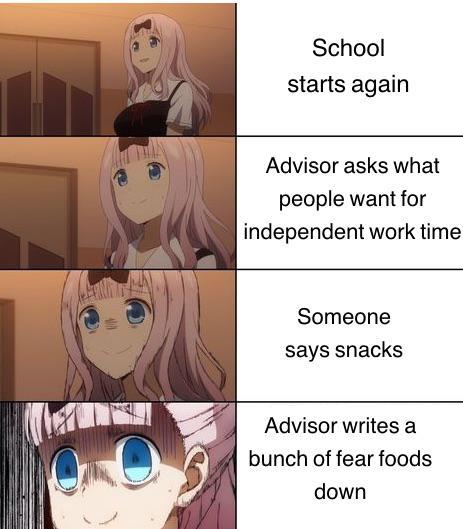 School
starts again
Advisor asks what
people want for
independent work time
Someone
says snacks
Advisor writes a
bunch of fear foods
down